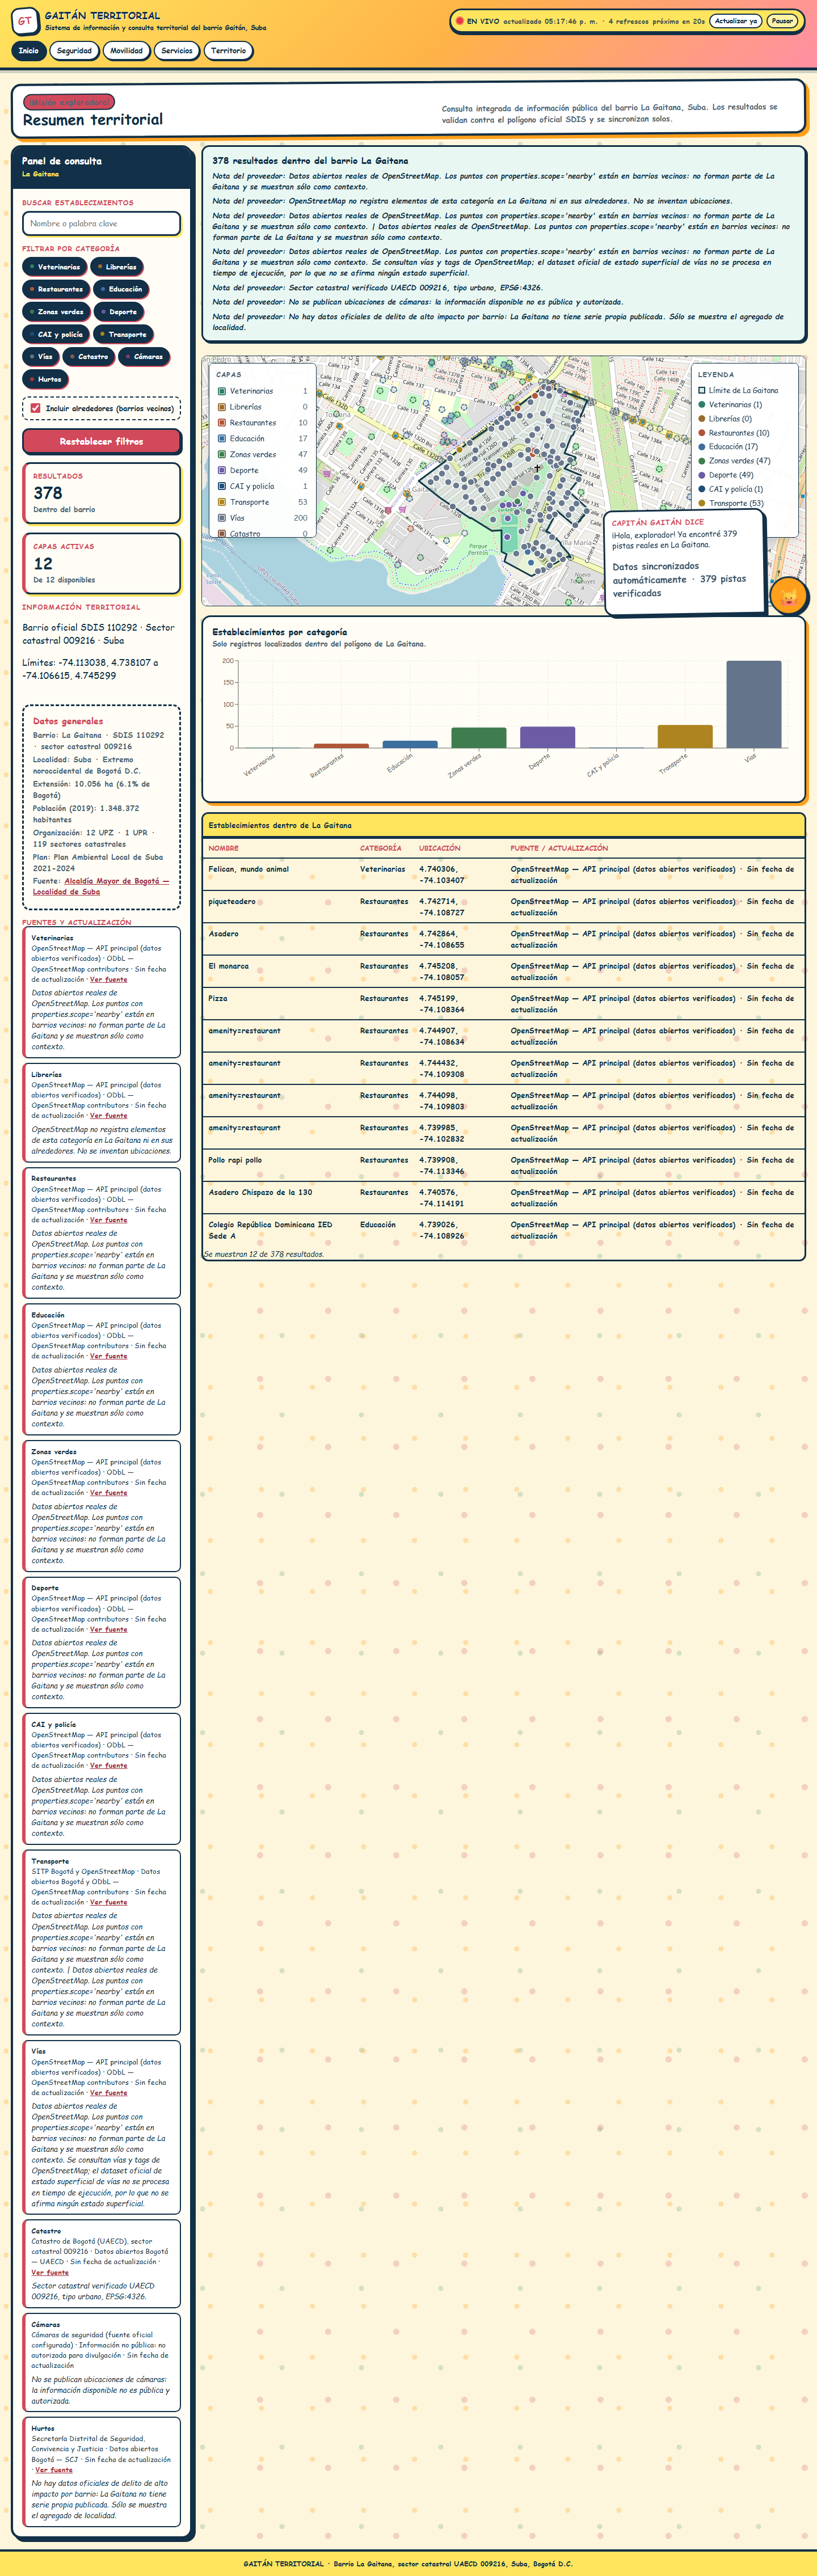 GT
GAITÁN TERRITORIAL
Sistema de información y consulta territorial del barrio Gaitán, Suba
EN VIVO actualizado 05:17:46 p. m. · 4 refrescos próximo en 20s
Actualizar ya
Pausar
Inicio
Seguridad
Movilidad
Servicios
Territorio
¡Misión exploradora!
Resumen territorial
Consulta integrada de información pública del barrio La Gaitana, Suba. Los resultados se
validan contra el polígono oficial SDIS y se sincronizan solos.
Panel de consulta
La Gaitana
BUSCAR ESTABLECIMIENTOS
Nombre o palabra clave
FILTRAR POR CATEGORÍA
Veterinarias
Librerías
Restaurantes
Educación
Zonas verdes
Deporte
CAI y policía
Transporte
Vías
Catastro
Cámaras
Hurtos
Incluir alrededores (barrios vecinos)
Restablecer filtros
RESULTADOS
378
Dentro del barrio
CAPAS ACTIVAS
12
De 12 disponibles
INFORMACIÓN TERRITORIAL
Barrio oficial SDIS 110292 · Sector
catastral 009216 · Suba
Límites: -74.113038, 4.738107 a
-74.106615, 4.745299
Datos generales
Barrio: La Gaitana · SDIS 110292
· sector catastral 009216
Localidad: Suba · Extremo
noroccidental de Bogotá D.C.
Extensión: 10.056 ha (6.1% de
Bogotá)
Población (2019): 1.348.372
habitantes
Organización: 12 UPZ · 1 UPR ·
119 sectores catastrales
Plan: Plan Ambiental Local de Suba
2021-2024
Fuente: Alcaldía Mayor de Bogotá —
Localidad de Suba
FUENTES Y ACTUALIZACIÓN
Veterinarias
OpenStreetMap — API principal (datos
abiertos verificados) · ODbL —
OpenStreetMap contributors · Sin fecha
de actualización · Ver fuente
Datos abiertos reales de
OpenStreetMap. Los puntos con
properties.scope='nearby' están en
barrios vecinos: no forman parte de La
Gaitana y se muestran sólo como
contexto.
Librerías
OpenStreetMap — API principal (datos
abiertos verificados) · ODbL —
OpenStreetMap contributors · Sin fecha
de actualización · Ver fuente
OpenStreetMap no registra elementos
de esta categoría en La Gaitana ni en sus
alrededores. No se inventan ubicaciones.
Restaurantes
OpenStreetMap — API principal (datos
abiertos verificados) · ODbL —
OpenStreetMap contributors · Sin fecha
de actualización · Ver fuente
Datos abiertos reales de
OpenStreetMap. Los puntos con
properties.scope='nearby' están en
barrios vecinos: no forman parte de La
Gaitana y se muestran sólo como
contexto.
Educación
OpenStreetMap — API principal (datos
abiertos verificados) · ODbL —
OpenStreetMap contributors · Sin fecha
de actualización · Ver fuente
Datos abiertos reales de
OpenStreetMap. Los puntos con
properties.scope='nearby' están en
barrios vecinos: no forman parte de La
Gaitana y se muestran sólo como
contexto.
Zonas verdes
OpenStreetMap — API principal (datos
abiertos verificados) · ODbL —
OpenStreetMap contributors · Sin fecha
de actualización · Ver fuente
Datos abiertos reales de
OpenStreetMap. Los puntos con
properties.scope='nearby' están en
barrios vecinos: no forman parte de La
Gaitana y se muestran sólo como
contexto.
Deporte
OpenStreetMap — API principal (datos
abiertos verificados) · ODbL —
OpenStreetMap contributors · Sin fecha
de actualización · Ver fuente
Datos abiertos reales de
OpenStreetMap. Los puntos con
properties.scope='nearby' están en
barrios vecinos: no forman parte de La
Gaitana y se muestran sólo como
contexto.
CAI y policía
OpenStreetMap — API principal (datos
abiertos verificados) · ODbL —
OpenStreetMap contributors · Sin fecha
de actualización · Ver fuente
Datos abiertos reales de
OpenStreetMap. Los puntos con
properties.scope='nearby' están en
barrios vecinos: no forman parte de La
Gaitana y se muestran sólo como
contexto.
Transporte
SITP Bogotá y OpenStreetMap · Datos
abiertos Bogotá y ODbL —
OpenStreetMap contributors · Sin fecha
de actualización · Ver fuente
Datos abiertos reales de
OpenStreetMap. Los puntos con
properties.scope='nearby' están en
barrios vecinos: no forman parte de La
Gaitana y se muestran sólo como
contexto. | Datos abiertos reales de
OpenStreetMap. Los puntos con
properties.scope='nearby' están en
barrios vecinos: no forman parte de La
Gaitana y se muestran sólo como
contexto.
Vías
OpenStreetMap — API principal (datos
abiertos verificados) · ODbL —
OpenStreetMap contributors · Sin fecha
de actualización · Ver fuente
Datos abiertos reales de
OpenStreetMap. Los puntos con
properties.scope='nearby' están en
barrios vecinos: no forman parte de La
Gaitana y se muestran sólo como
contexto. Se consultan vías y tags de
OpenStreetMap; el dataset oficial de
estado superficial de vías no se procesa
en tiempo de ejecución, por lo que no se
afirma ningún estado superficial.
Catastro
Catastro de Bogotá (UAECD), sector
catastral 009216 · Datos abiertos Bogotá
— UAECD · Sin fecha de actualización ·
Ver fuente
Sector catastral verificado UAECD
009216, tipo urbano, EPSG:4326.
Cámaras
Cámaras de seguridad (fuente oficial
configurada) · Información no pública: no
autorizada para divulgación · Sin fecha de
actualización
No se publican ubicaciones de cámaras:
la información disponible no es pública y
autorizada.
Hurtos
Secretaría Distrital de Seguridad,
Convivencia y Justicia · Datos abiertos
Bogotá — SCJ · Sin fecha de actualización
· Ver fuente
No hay datos oficiales de delito de alto
impacto por barrio: La Gaitana no tiene
serie propia publicada. Sólo se muestra
el agregado de localidad.
378 resultados dentro del barrio La Gaitana
Nota del proveedor: Datos abiertos reales de OpenStreetMap. Los puntos con properties.scope='nearby' están en barrios vecinos: no forman parte de La
Gaitana y se muestran sólo como contexto.
Nota del proveedor: OpenStreetMap no registra elementos de esta categoría en La Gaitana ni en sus alrededores. No se inventan ubicaciones.
Nota del proveedor: Datos abiertos reales de OpenStreetMap. Los puntos con properties.scope='nearby' están en barrios vecinos: no forman parte de La
Gaitana y se muestran sólo como contexto. | Datos abiertos reales de OpenStreetMap. Los puntos con properties.scope='nearby' están en barrios vecinos: no
forman parte de La Gaitana y se muestran sólo como contexto.
Nota del proveedor: Datos abiertos reales de OpenStreetMap. Los puntos con properties.scope='nearby' están en barrios vecinos: no forman parte de La
Gaitana y se muestran sólo como contexto. Se consultan vías y tags de OpenStreetMap; el dataset oficial de estado superficial de vías no se procesa en
tiempo de ejecución, por lo que no se afirma ningún estado superficial.
Nota del proveedor: Sector catastral verificado UAECD 009216, tipo urbano, EPSG:4326.
Nota del proveedor: No se publican ubicaciones de cámaras: la información disponible no es pública y autorizada.
Nota del proveedor: No hay datos oficiales de delito de alto impacto por barrio: La Gaitana no tiene serie propia publicada. Sólo se muestra el agregado de
localidad.
CAPAS
Veterinarias 1
Librerías 0
Restaurantes 10
Educación 17
Zonas verdes 47
Deporte 49
CAI y policía 1
Transporte 53
Vías 200
Catastro 0
LEYENDA
Límite de La Gaitana
Veterinarias (1)
Librerías (0)
Restaurantes (10)
Educación (17)
Zonas verdes (47)
Deporte (49)
CAI y policía (1)
Transporte (53)
CAPITÁN GAITÁN DICE
¡Hola, explorador! Ya encontré 379
pistas reales en La Gaitana.
Datos sincronizados
automáticamente · 379 pistas
verificadas
Establecimientos por categoría
Solo registros localizados dentro del polígono de La Gaitana.
200
150
100
50
0
Veterinarias
Restaurantes
Educación
Zonas verdes
Deporte
CAI y policía
Transporte
Vías
Establecimientos dentro de La Gaitana
NOMBRE CATEGORÍA UBICACIÓN FUENTE / ACTUALIZACIÓN
Felican, mundo animal Veterinarias 4.740306, OpenStreetMap — API principal (datos abiertos verificados) · Sin fecha de
-74.103407 actualización
piqueteadero Restaurantes 4.742714, OpenStreetMap — API principal (datos abiertos verificados) · Sin fecha de
-74.108727 actualización
Asadero Restaurantes 4.742864, OpenStreetMap — API principal (datos abiertos verificados) · Sin fecha de
-74.108655 actualización
El monarca Restaurantes 4.745208, OpenStreetMap — API principal (datos abiertos verificados) · Sin fecha de
-74.108057 actualización
Pizza Restaurantes 4.745199, OpenStreetMap — API principal (datos abiertos verificados) · Sin fecha de
-74.108364 actualización
amenity=restaurant Restaurantes 4.744907, OpenStreetMap — API principal (datos abiertos verificados) · Sin fecha de
-74.108634 actualización
amenity=restaurant Restaurantes 4.744432, OpenStreetMap — API principal (datos abiertos verificados) · Sin fecha de
-74.109308 actualización
amenity=restaurant Restaurantes 4.744098, OpenStreetMap — API principal (datos abiertos verificados) · Sin fecha de
-74.109803 actualización
amenity=restaurant Restaurantes 4.739985, OpenStreetMap — API principal (datos abiertos verificados) · Sin fecha de
-74.102832 actualización
Pollo rapi pollo Restaurantes 4.739908, OpenStreetMap — API principal (datos abiertos verificados) · Sin fecha de
-74.113346 actualización
Asadero Chispazo de la 130 Restaurantes 4.740576, OpenStreetMap — API principal (datos abiertos verificados) · Sin fecha de
-74.114191 actualización
Colegio República Dominicana IED Educación 4.739026, OpenStreetMap — API principal (datos abiertos verificados) · Sin fecha de
Sede A -74.108926 actualización
Se muestran 12 de 378 resultados.
GAITÁN TERRITORIAL · Barrio La Gaitana, sector catastral UAECD 009216, Suba, Bogotá D.C.